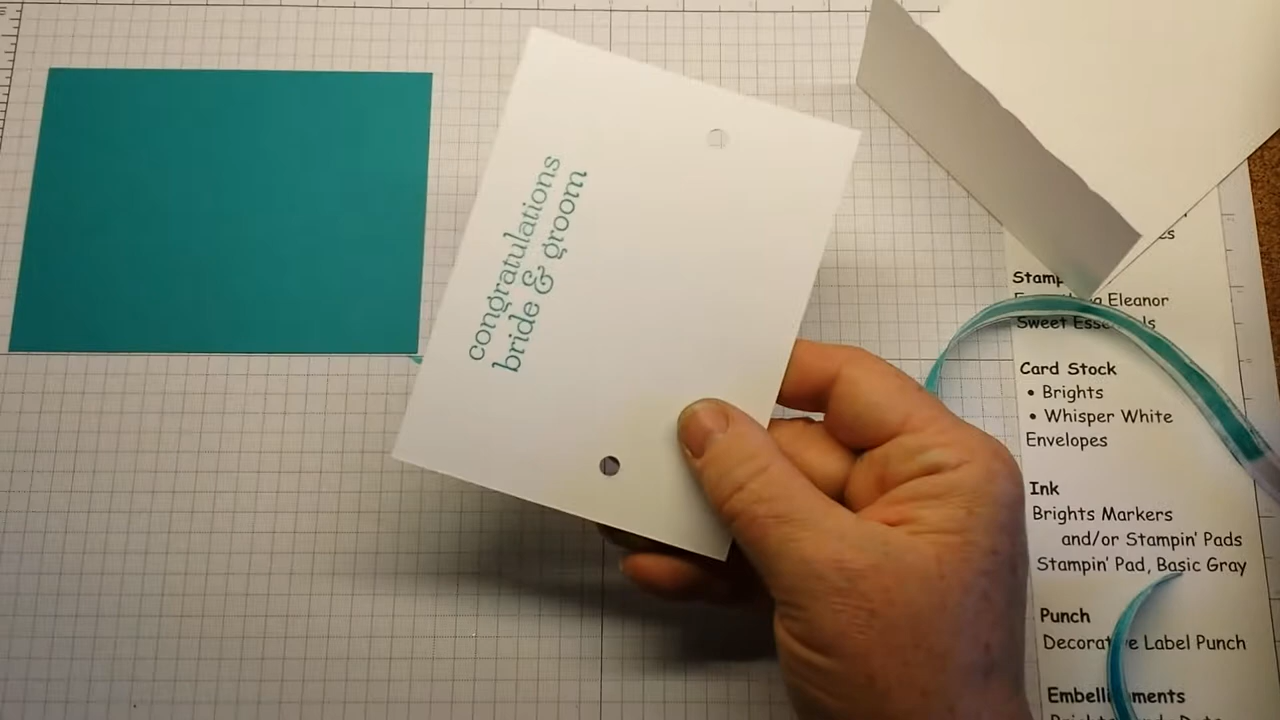 congratulations
bride & groom
es
Stamp
Eleanor
Sweet Ess
Card Stock
• Brights
• Whisper White
Envelopes
Ink
Brights Markers
and/or Stampin' Pads
Stampin' Pad, Basic Gray
Punch
Decorative Label Punch
Embellishments